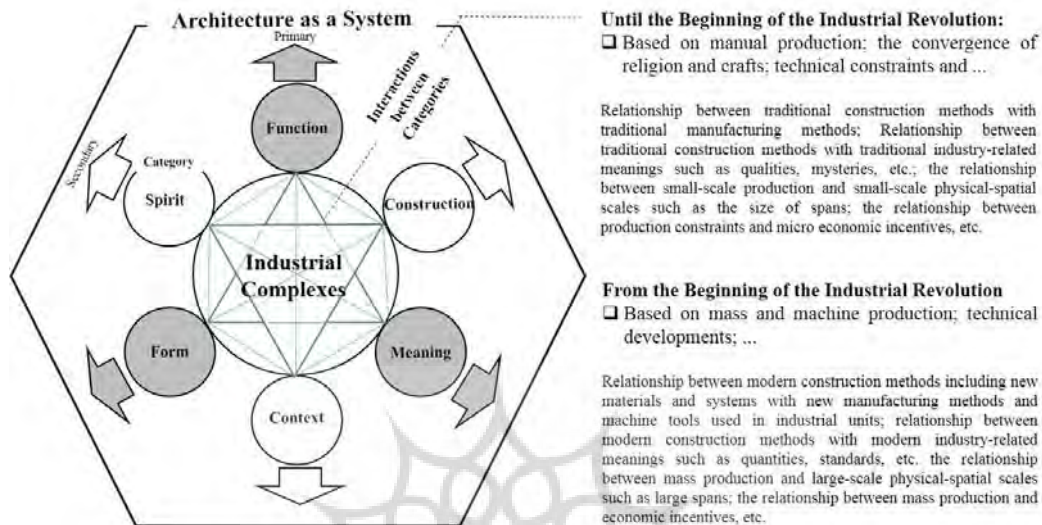 Architecture as a System
Primary
Function
Interactions
between
Categories
Secondary
Category
Spirit
Construction
Industrial
Complexes
Form
Meaning
Context
Until the Beginning of the Industrial Revolution:
❑ Based on manual production; the convergence of
religion and crafts; technical constraints and ...
Relationship between traditional construction methods with
traditional manufacturing methods; Relationship between
traditional construction methods with traditional industry-related
meanings such as qualities, mysteries, etc.; the relationship
between small-scale production and small-scale physical-spatial
scales such as the size of spans; the relationship between
production constraints and micro economic incentives, etc.
From the Beginning of the Industrial Revolution
❑ Based on mass and machine production; technical
developments; ...
Relationship between modern construction methods including new
materials and systems with new manufacturing methods and
machine tools used in industrial units; relationship between
modern construction methods with modern industry-related
meanings such as quantities, standards, etc. the relationship
between mass production and large-scale physical-spatial scales
such as large spans; the relationship between mass production and
economic incentives, etc.